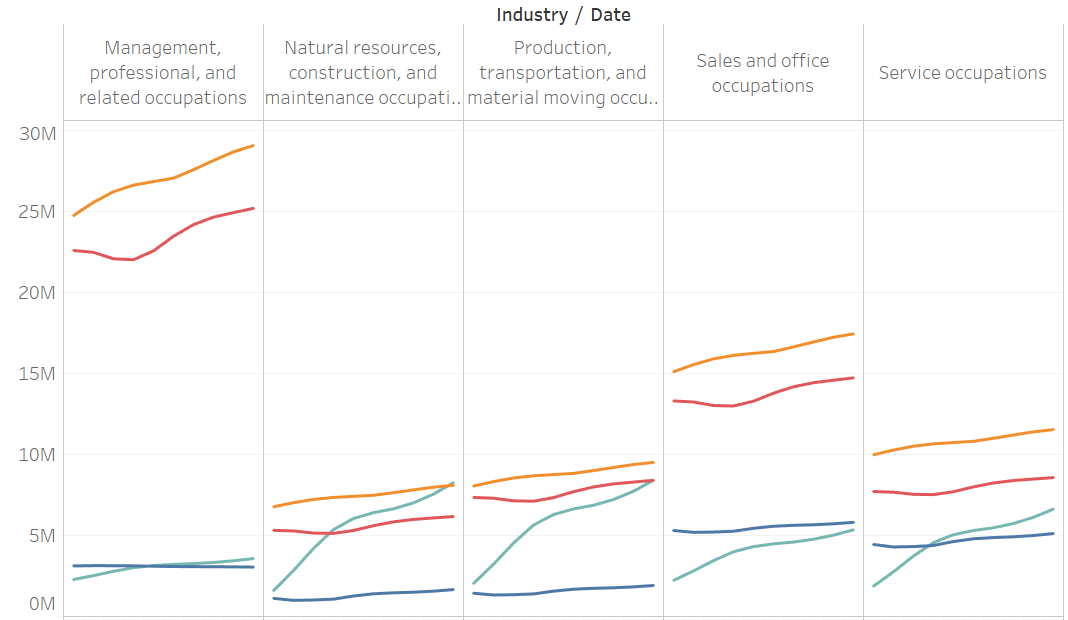 Industry / Date
Management,
professional, and
related occupations
Natural resources,
construction, and
maintenance occupati..
Production,
transportation, and
material moving occu..
Sales and office
occupations
Service occupations
30M
25M
20M
15M
10M
5M
0M